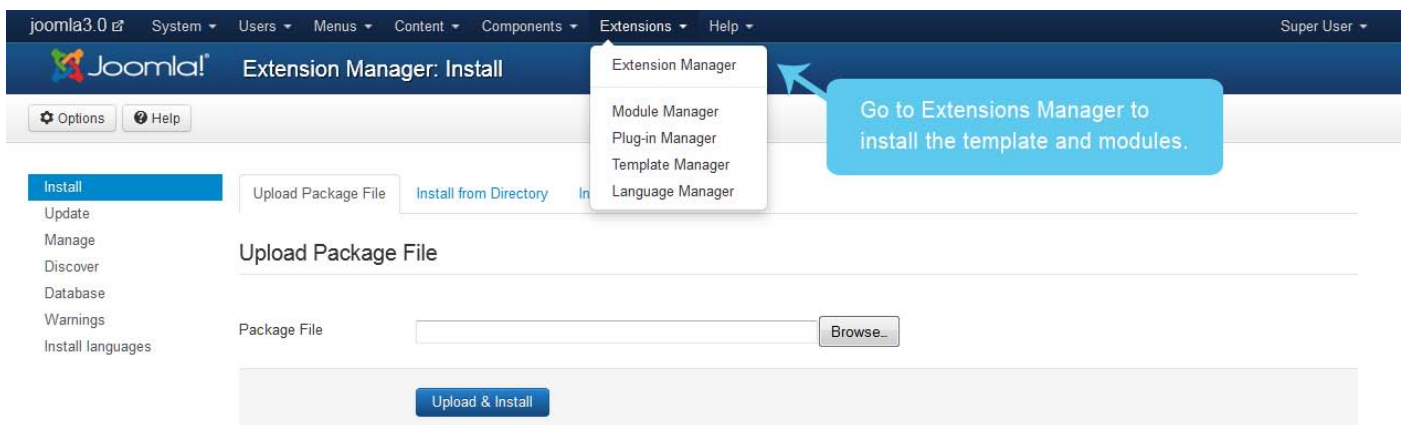 joomla3.0 System Users Menus Content Components Extensions Help Super User
Joomla! Extension Manager: Install
Extension Manager
Module Manager
Plug-in Manager
Template Manager
Language Manager
Go to Extensions Manager to
install the template and modules.
Options Help
Install
Update
Manage
Discover
Database
Warnings
Install languages
Upload Package File Install from Directory
Upload Package File
Package File Browse...
Upload & Install